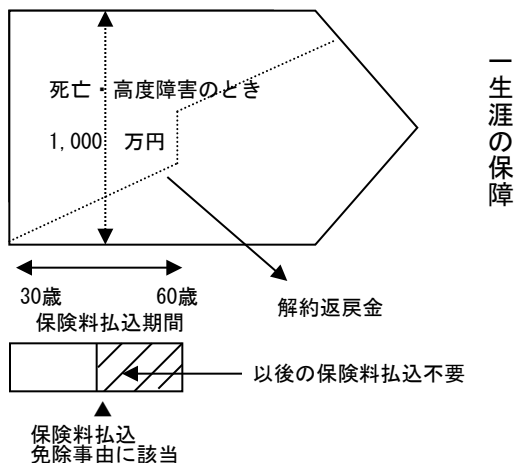 死亡・高度障害のとき
1,000 万円
一生涯の保障
30歳 60歳
解約返戻金
保険料払込期間
以後の保険料払込不要
保険料払込
免除事由に該当